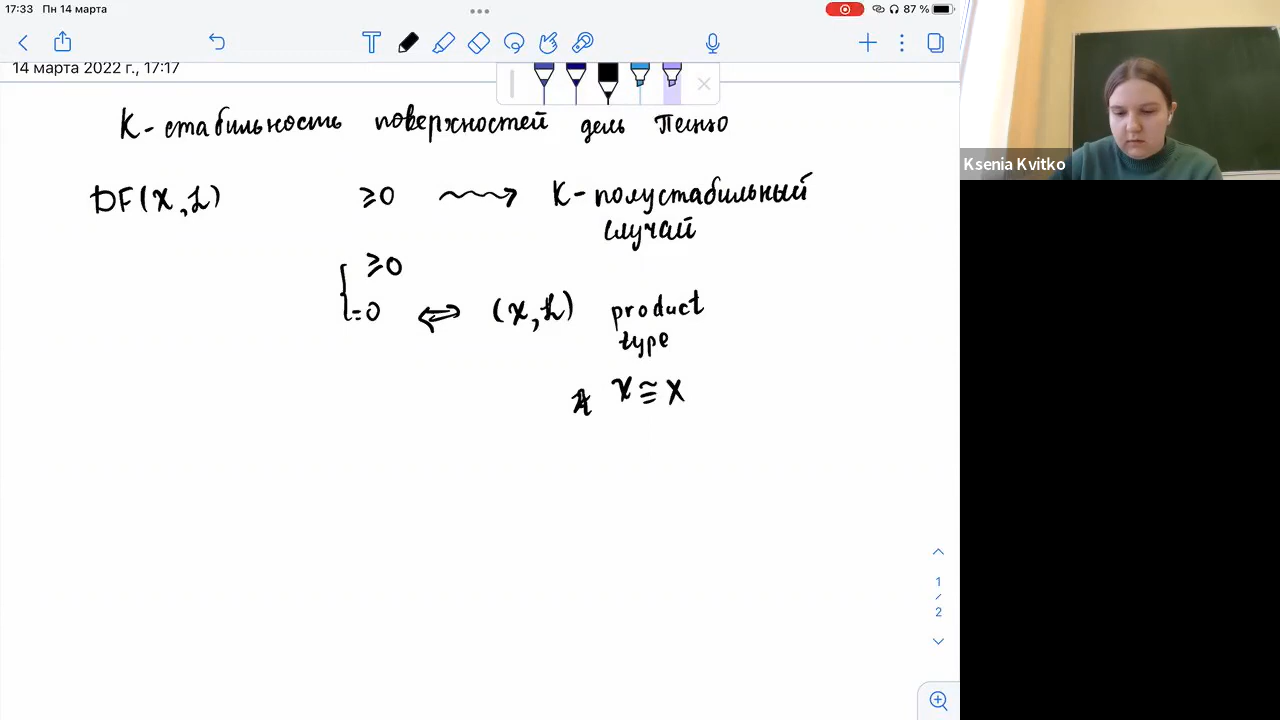 17:33 Пн 14 марта
87 %
14 марта 2022 г., 17:17
К-стабильность поверхностей дель Пеццо
Ksenia Kvitko
DF(X, L) ≥0 ⇝ К-полустабильный
случай
≥0
=0 ⇔ (X, L) product
type
X ≅ X
1
/
2